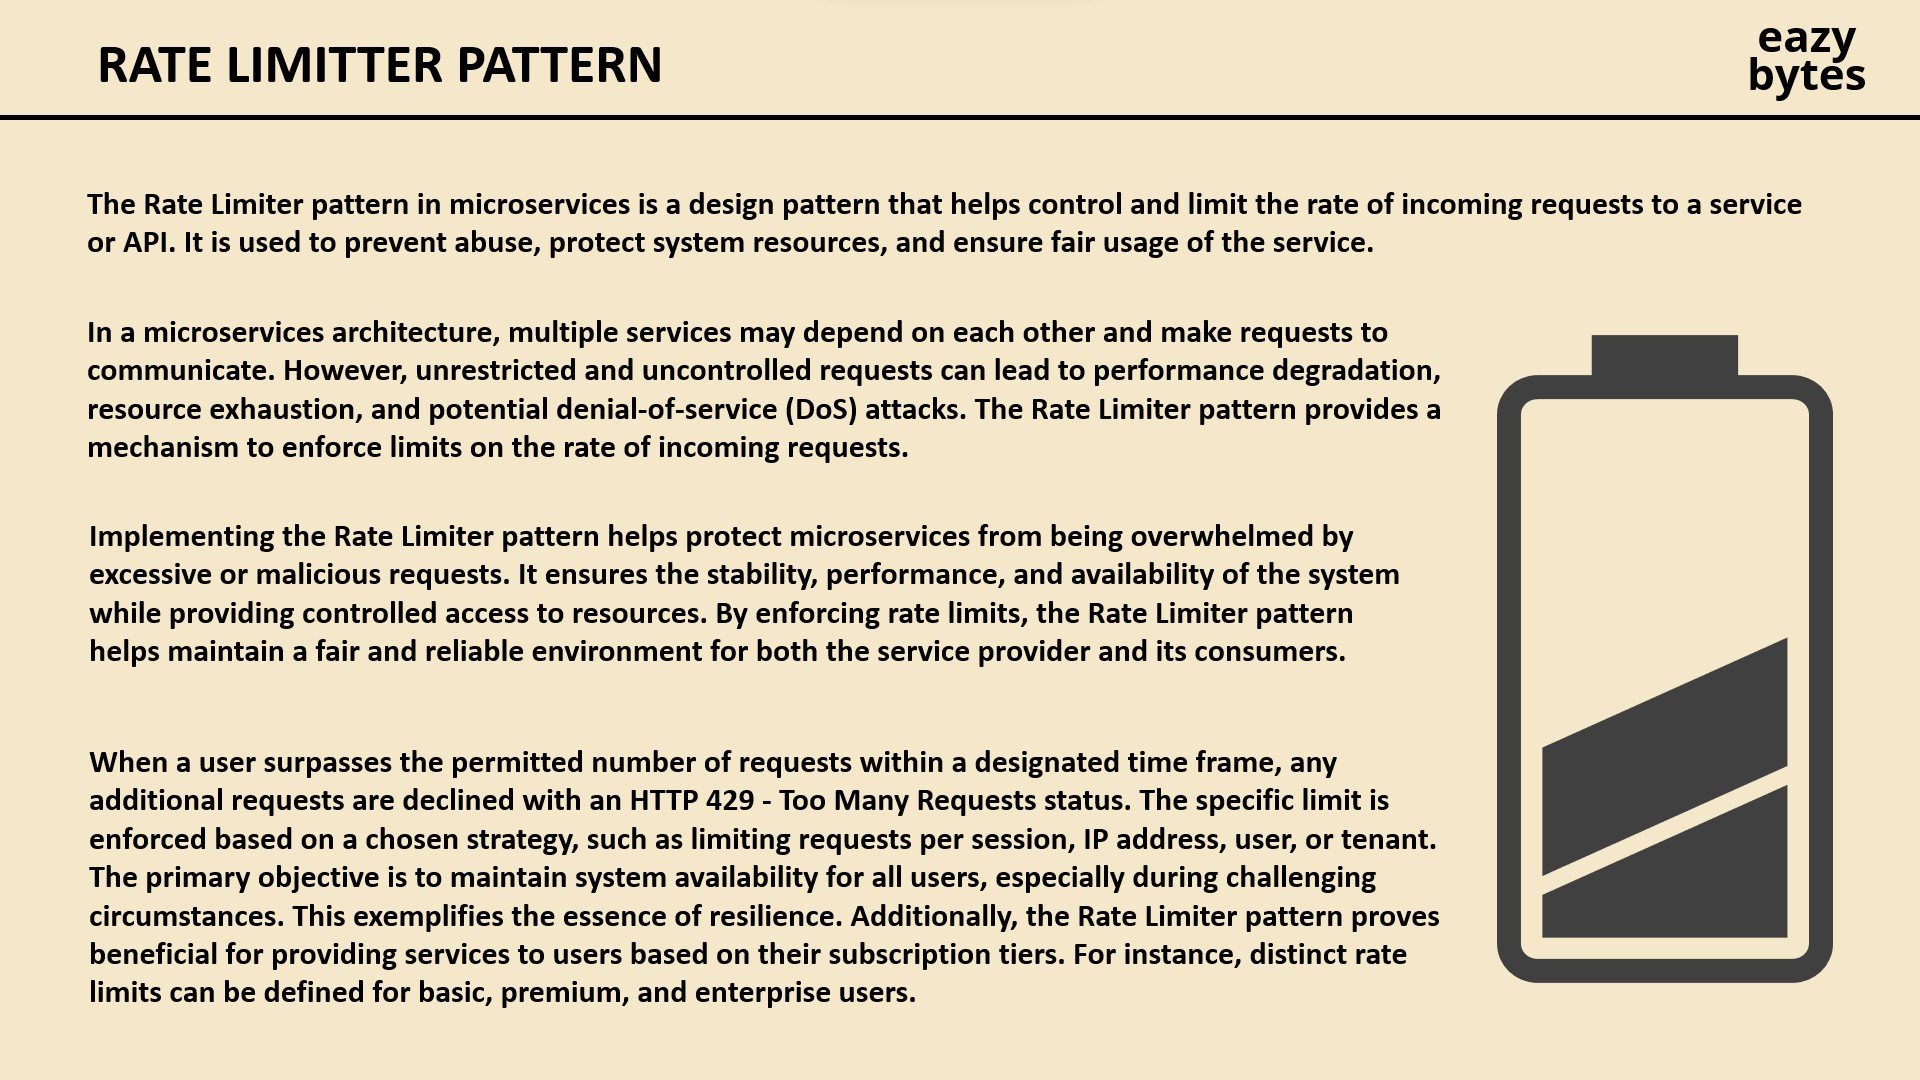 RATE LIMITTER PATTERN
eazy
bytes
The Rate Limiter pattern in microservices is a design pattern that helps control and limit the rate of incoming requests to a service
or API. It is used to prevent abuse, protect system resources, and ensure fair usage of the service.
In a microservices architecture, multiple services may depend on each other and make requests to
communicate. However, unrestricted and uncontrolled requests can lead to performance degradation,
resource exhaustion, and potential denial-of-service (DoS) attacks. The Rate Limiter pattern provides a
mechanism to enforce limits on the rate of incoming requests.
Implementing the Rate Limiter pattern helps protect microservices from being overwhelmed by
excessive or malicious requests. It ensures the stability, performance, and availability of the system
while providing controlled access to resources. By enforcing rate limits, the Rate Limiter pattern
helps maintain a fair and reliable environment for both the service provider and its consumers.
When a user surpasses the permitted number of requests within a designated time frame, any
additional requests are declined with an HTTP 429 - Too Many Requests status. The specific limit is
enforced based on a chosen strategy, such as limiting requests per session, IP address, user, or tenant.
The primary objective is to maintain system availability for all users, especially during challenging
circumstances. This exemplifies the essence of resilience. Additionally, the Rate Limiter pattern proves
beneficial for providing services to users based on their subscription tiers. For instance, distinct rate
limits can be defined for basic, premium, and enterprise users.